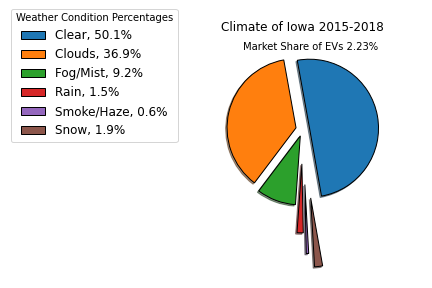 Weather Condition Percentages
Clear, 50.1%
Clouds, 36.9%
Fog/Mist, 9.2%
Rain, 1.5%
Smoke/Haze, 0.6%
Snow, 1.9%
Climate of Iowa 2015-2018
Market Share of EVs 2.23%